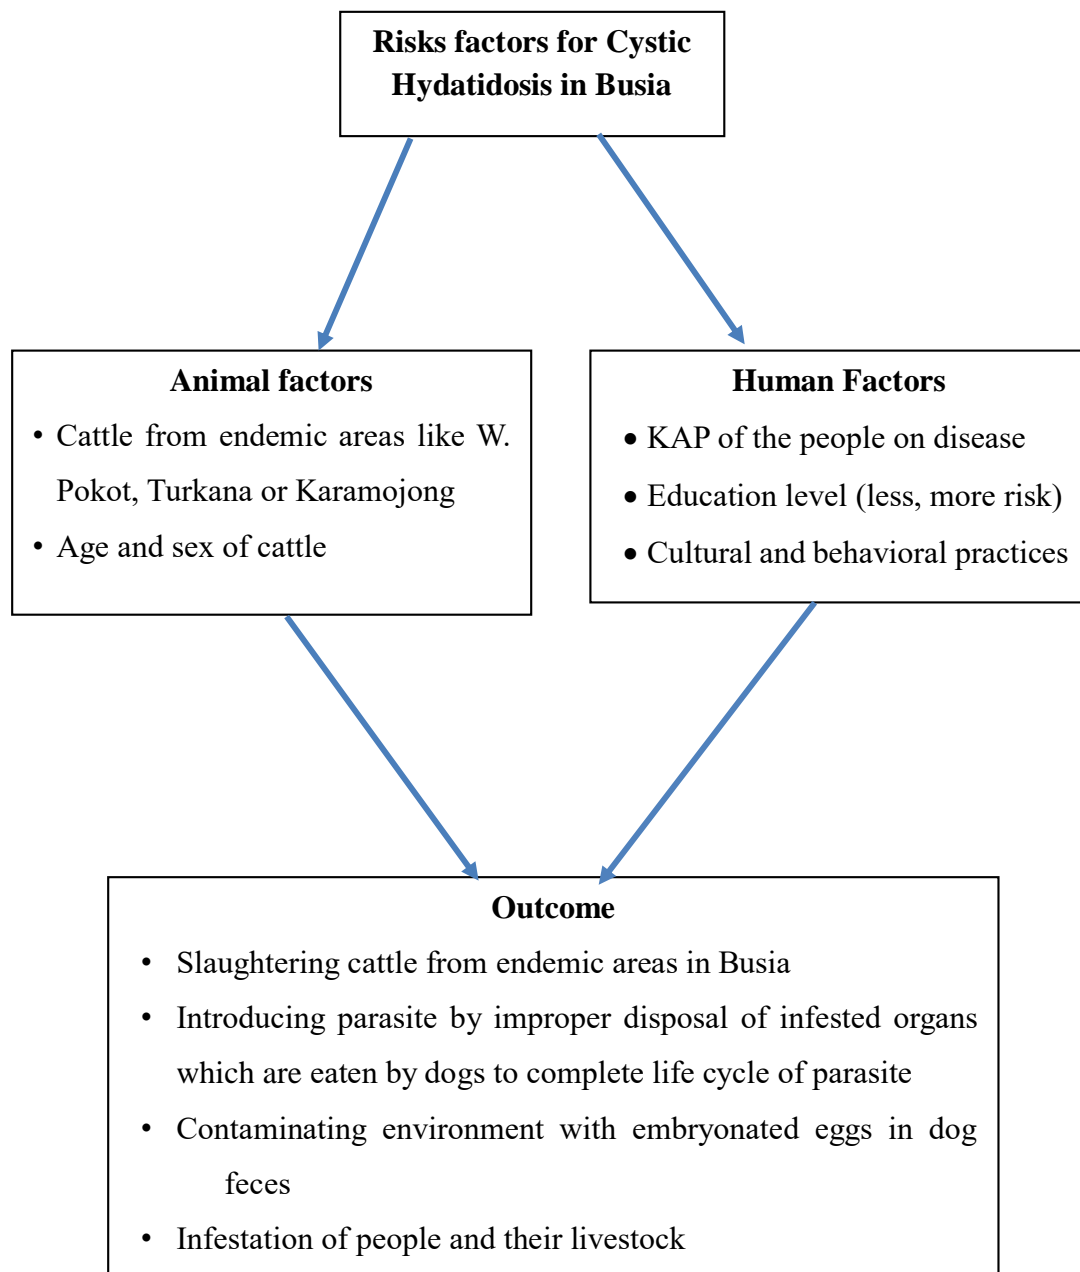 Risks factors for Cystic
Hydatidosis in Busia
Animal factors
• Cattle from endemic areas like W.
Pokot, Turkana or Karamojong
• Age and sex of cattle
Human Factors
• KAP of the people on disease
• Education level (less, more risk)
• Cultural and behavioral practices
Outcome
• Slaughtering cattle from endemic areas in Busia
• Introducing parasite by improper disposal of infested organs
which are eaten by dogs to complete life cycle of parasite
• Contaminating environment with embryonated eggs in dog
feces
• Infestation of people and their livestock